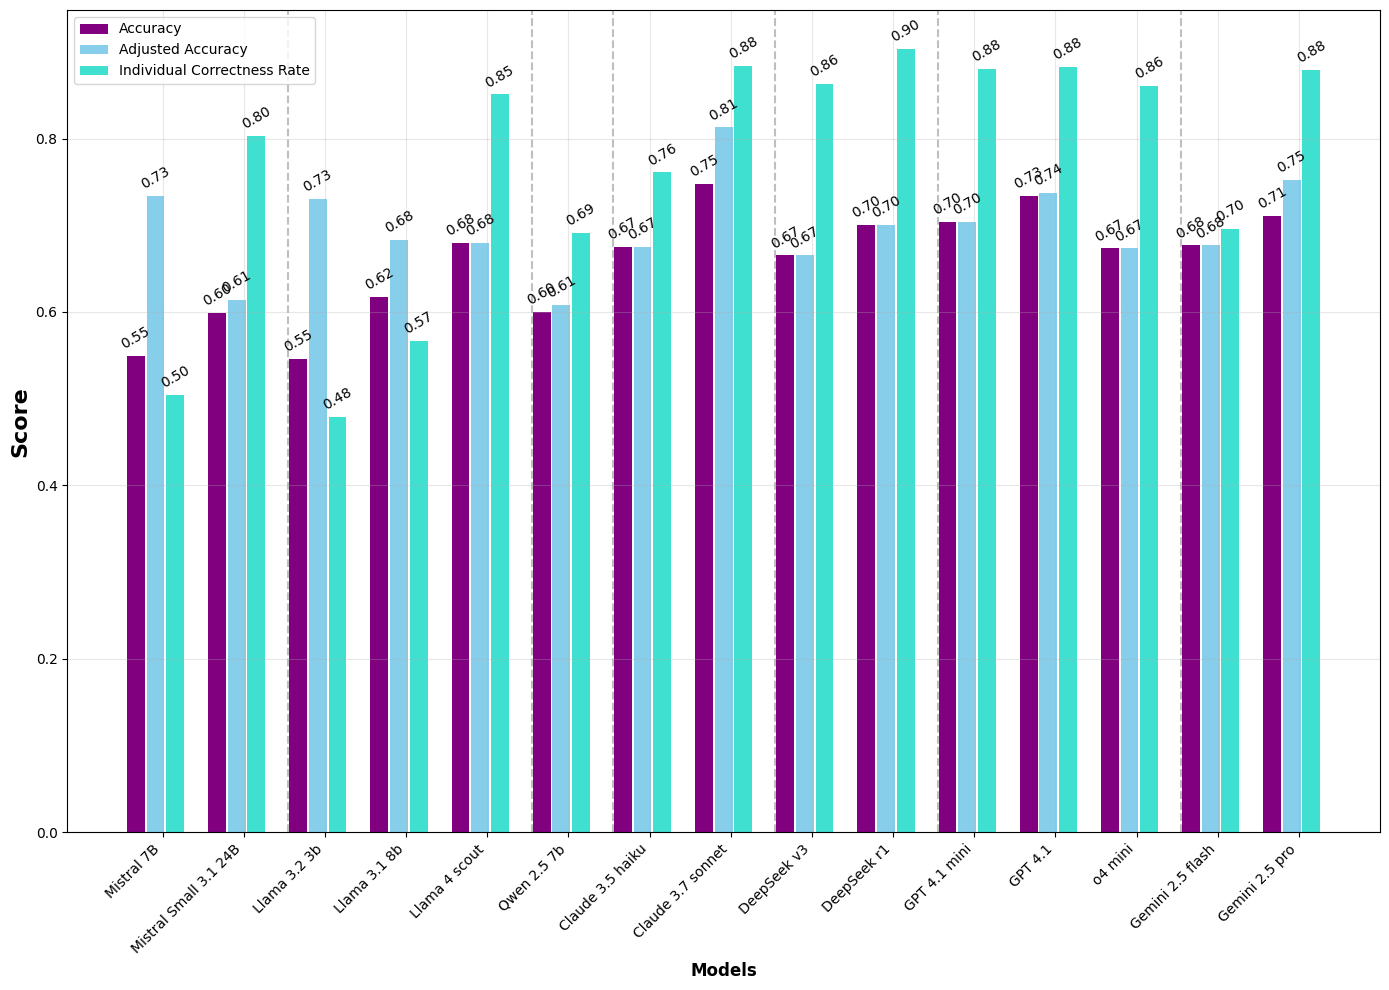 Accuracy
Adjusted Accuracy
Individual Correctness Rate
Score
0.8
0.6
0.4
0.2
0.0
0.55
0.73
0.50
0.60
0.61
0.80
0.55
0.73
0.48
0.62
0.68
0.57
0.68
0.68
0.85
0.60
0.61
0.69
0.67
0.67
0.76
0.75
0.81
0.88
0.67
0.67
0.86
0.70
0.70
0.90
0.70
0.70
0.88
0.73
0.74
0.88
0.67
0.67
0.86
0.68
0.68
0.70
0.71
0.75
0.88
Mistral 7B
Mistral Small 3.1 24B
Llama 3.2 3b
Llama 3.1 8b
Llama 4 scout
Qwen 2.5 7b
Claude 3.5 haiku
Claude 3.7 sonnet
DeepSeek v3
DeepSeek r1
GPT 4.1 mini
GPT 4.1
o4 mini
Gemini 2.5 flash
Gemini 2.5 pro
Models